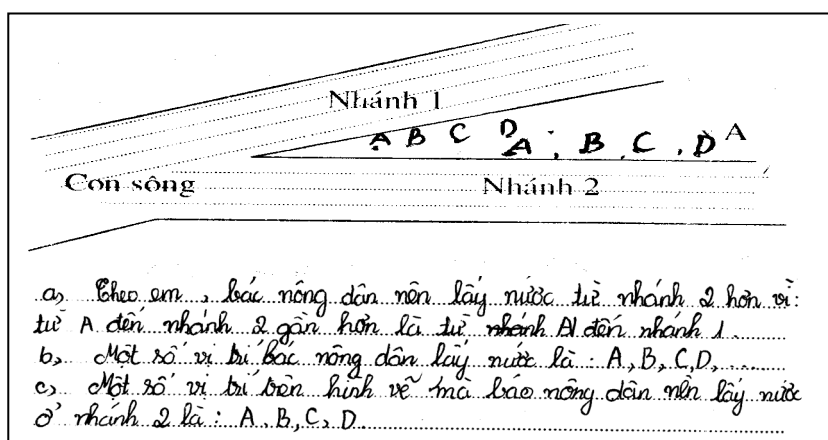 Nhánh 1
A B C D
A B C D A
Con sông
Nhánh 2
a, Theo em, bác nông dân nên lấy nước từ nhánh 2 hơn vì:
từ A đến nhánh 2 gần hơn là từ nhánh A đến nhánh 1.
b, Một số vị trí bác nông dân lấy nước là: A, B, C, D, .......
c, Một số vị trí trên hình vẽ mà báo nông dân nên lấy nước
ở nhánh 2 là: A, B, C, D